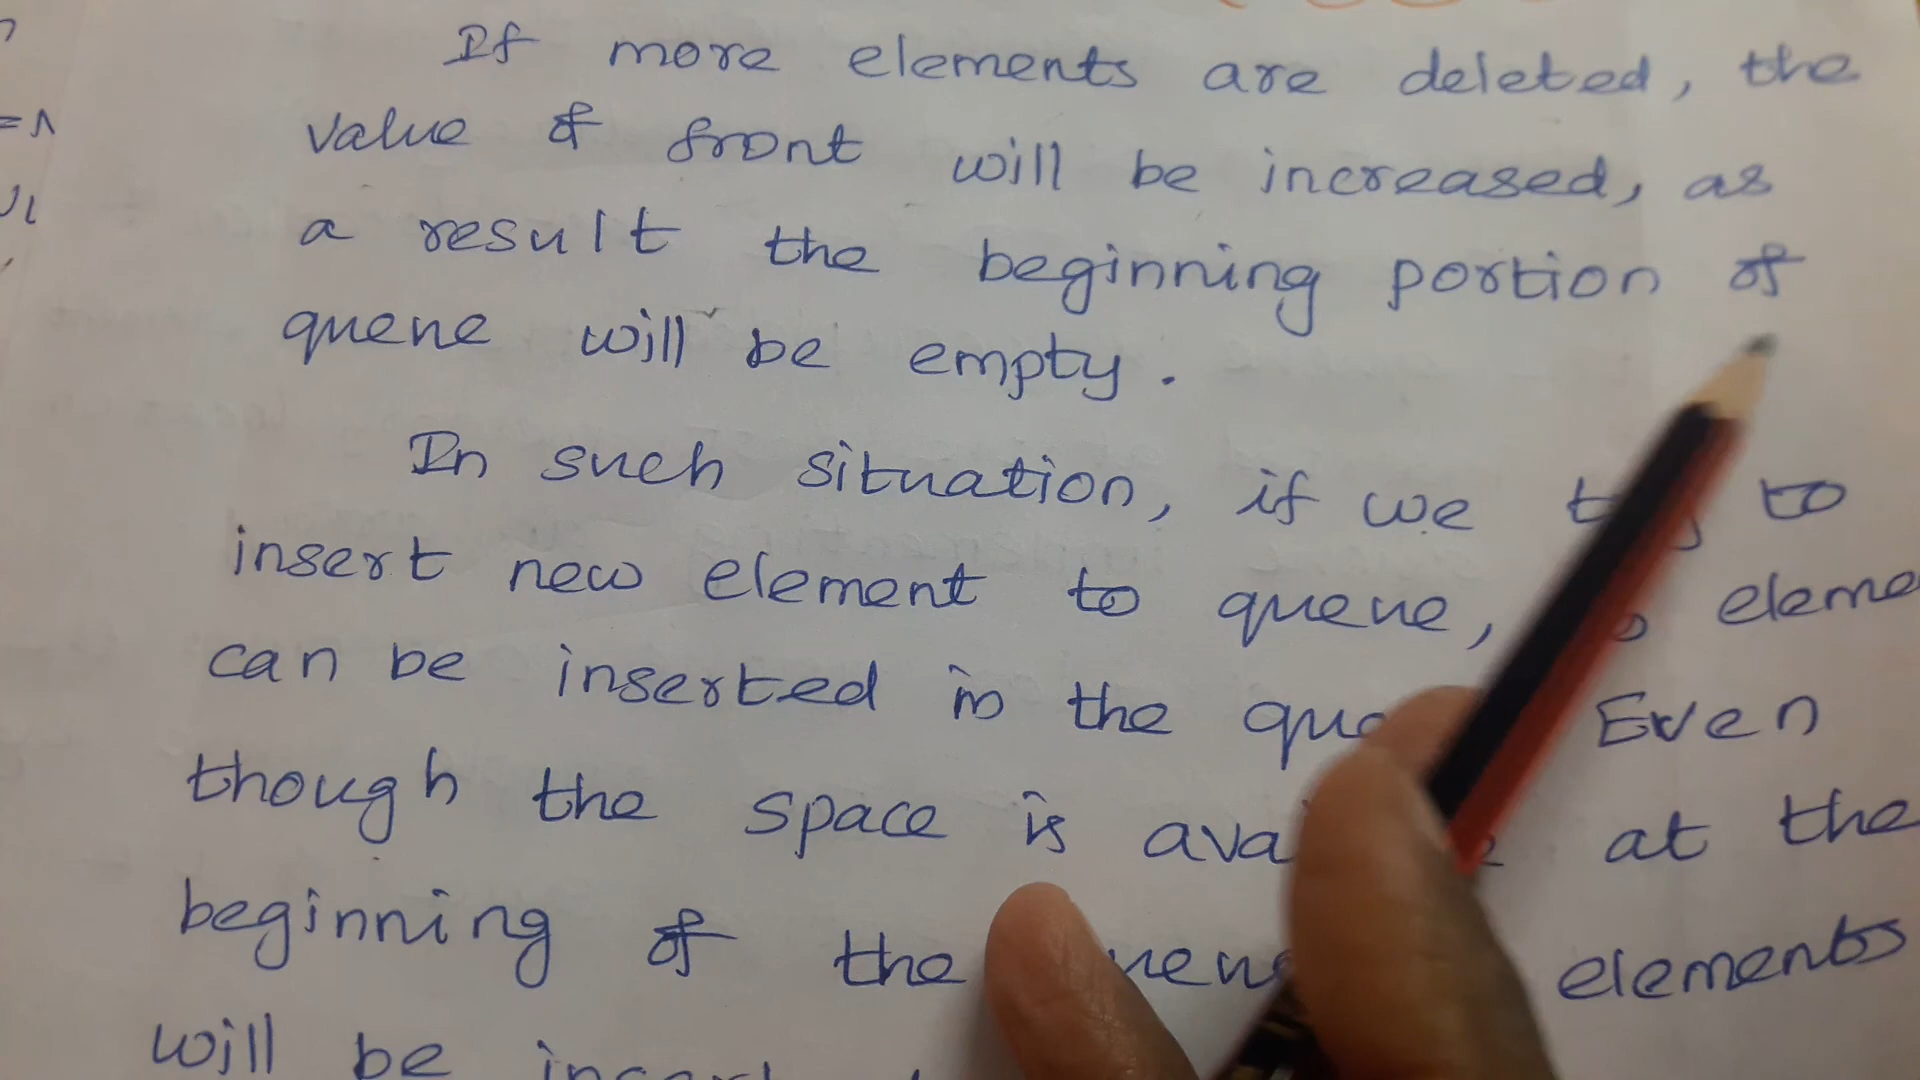 If more elements are deleted, the
value of front will be increased, as
a result the beginning portion of
queue will be empty.
In such situation, if we to
insert new element to queue,
can be inserted in the Even
though the space is at the
beginning of the elements
will be